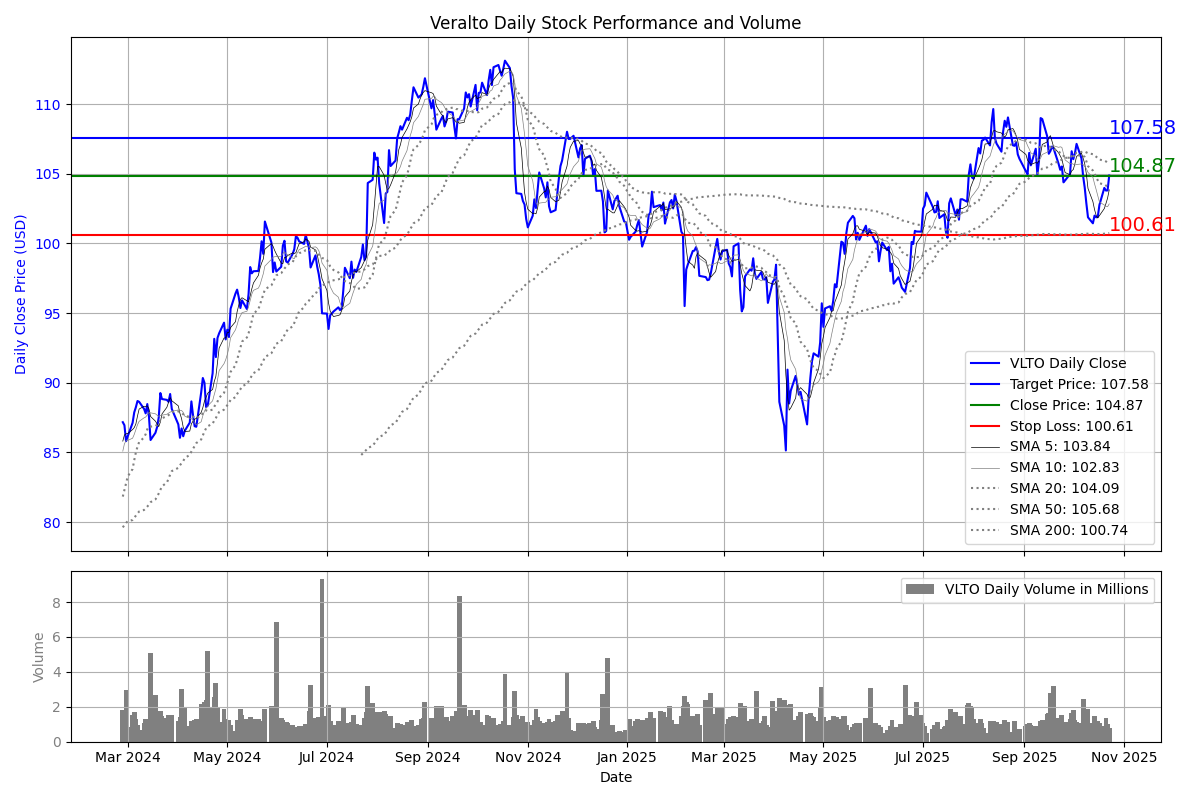 Veralto Daily Stock Performance and Volume
Daily Close Price (USD)
110
105
100
95
90
85
80
107.58
104.87
100.61
VLTO Daily Close
Target Price: 107.58
Close Price: 104.87
Stop Loss: 100.61
SMA 5: 103.84
SMA 10: 102.83
SMA 20: 104.09
SMA 50: 105.68
SMA 200: 100.74
Volume
8
6
4
2
0
VLTO Daily Volume in Millions
Mar 2024 May 2024 Jul 2024 Sep 2024 Nov 2024 Jan 2025 Mar 2025 May 2025 Jul 2025 Sep 2025 Nov 2025
Date